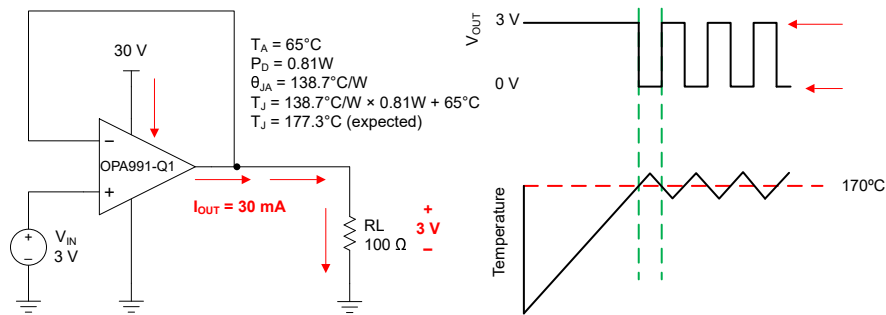 30 V
−
OPA991-Q1
+
+
−
V_IN
3 V
I_OUT = 30 mA
RL
100 Ω
+
3 V
−
T_A = 65°C
P_D = 0.81W
θ_JA = 138.7°C/W
T_J = 138.7°C/W × 0.81W + 65°C
T_J = 177.3°C (expected)
V_OUT
3 V
0 V
Temperature
170ºC